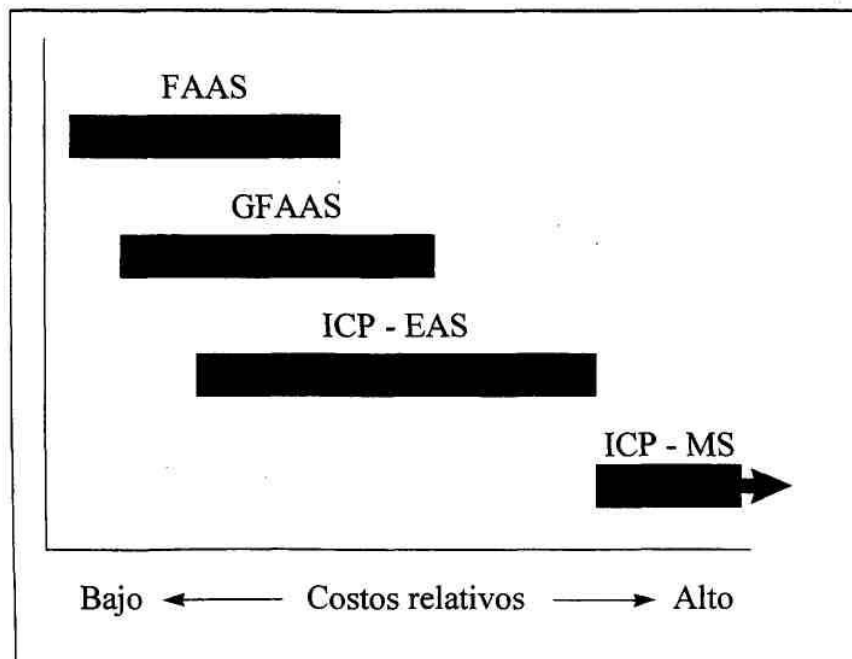 FAAS
GFAAS
ICP - EAS
ICP - MS
Bajo Costos relativos Alto